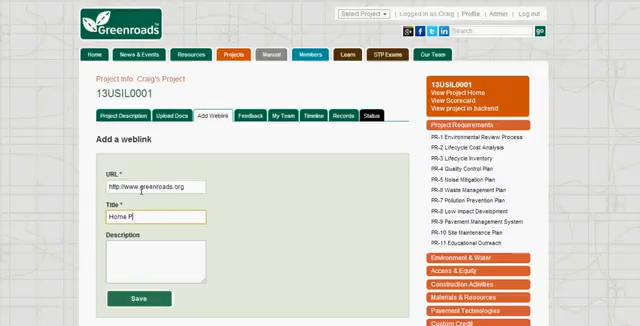 Greenroads
Select Project
Logged in as Craig | Profile | Admin | Log out
Search
go
Home
News & Events
Resources
Projects
Manual
Members
Learn
STP Exams
Our Team
Project Info: Craig's Project
13USIL0001
Project Description
Upload Docs
Add Weblink
Feedback
My Team
Timeline
Records
Status
Add a weblink
URL *
http://www.greenroads.org
Title *
Home P
Description
Save
13USIL0001
View Project Home
View Scorecard
View project in backend
Project Requirements
PR-1 Environmental Review Process
PR-2 Lifecycle Cost Analysis
PR-3 Lifecycle Inventory
PR-4 Quality Control Plan
PR-5 Noise Mitigation Plan
PR-6 Waste Management Plan
PR-7 Pollution Prevention Plan
PR-8 Low Impact Development
PR-9 Pavement Management System
PR-10 Site Maintenance Plan
PR-11 Educational Outreach
Environment & Water
Access & Equity
Construction Activities
Materials & Resources
Pavement Technologies
Custom Credit